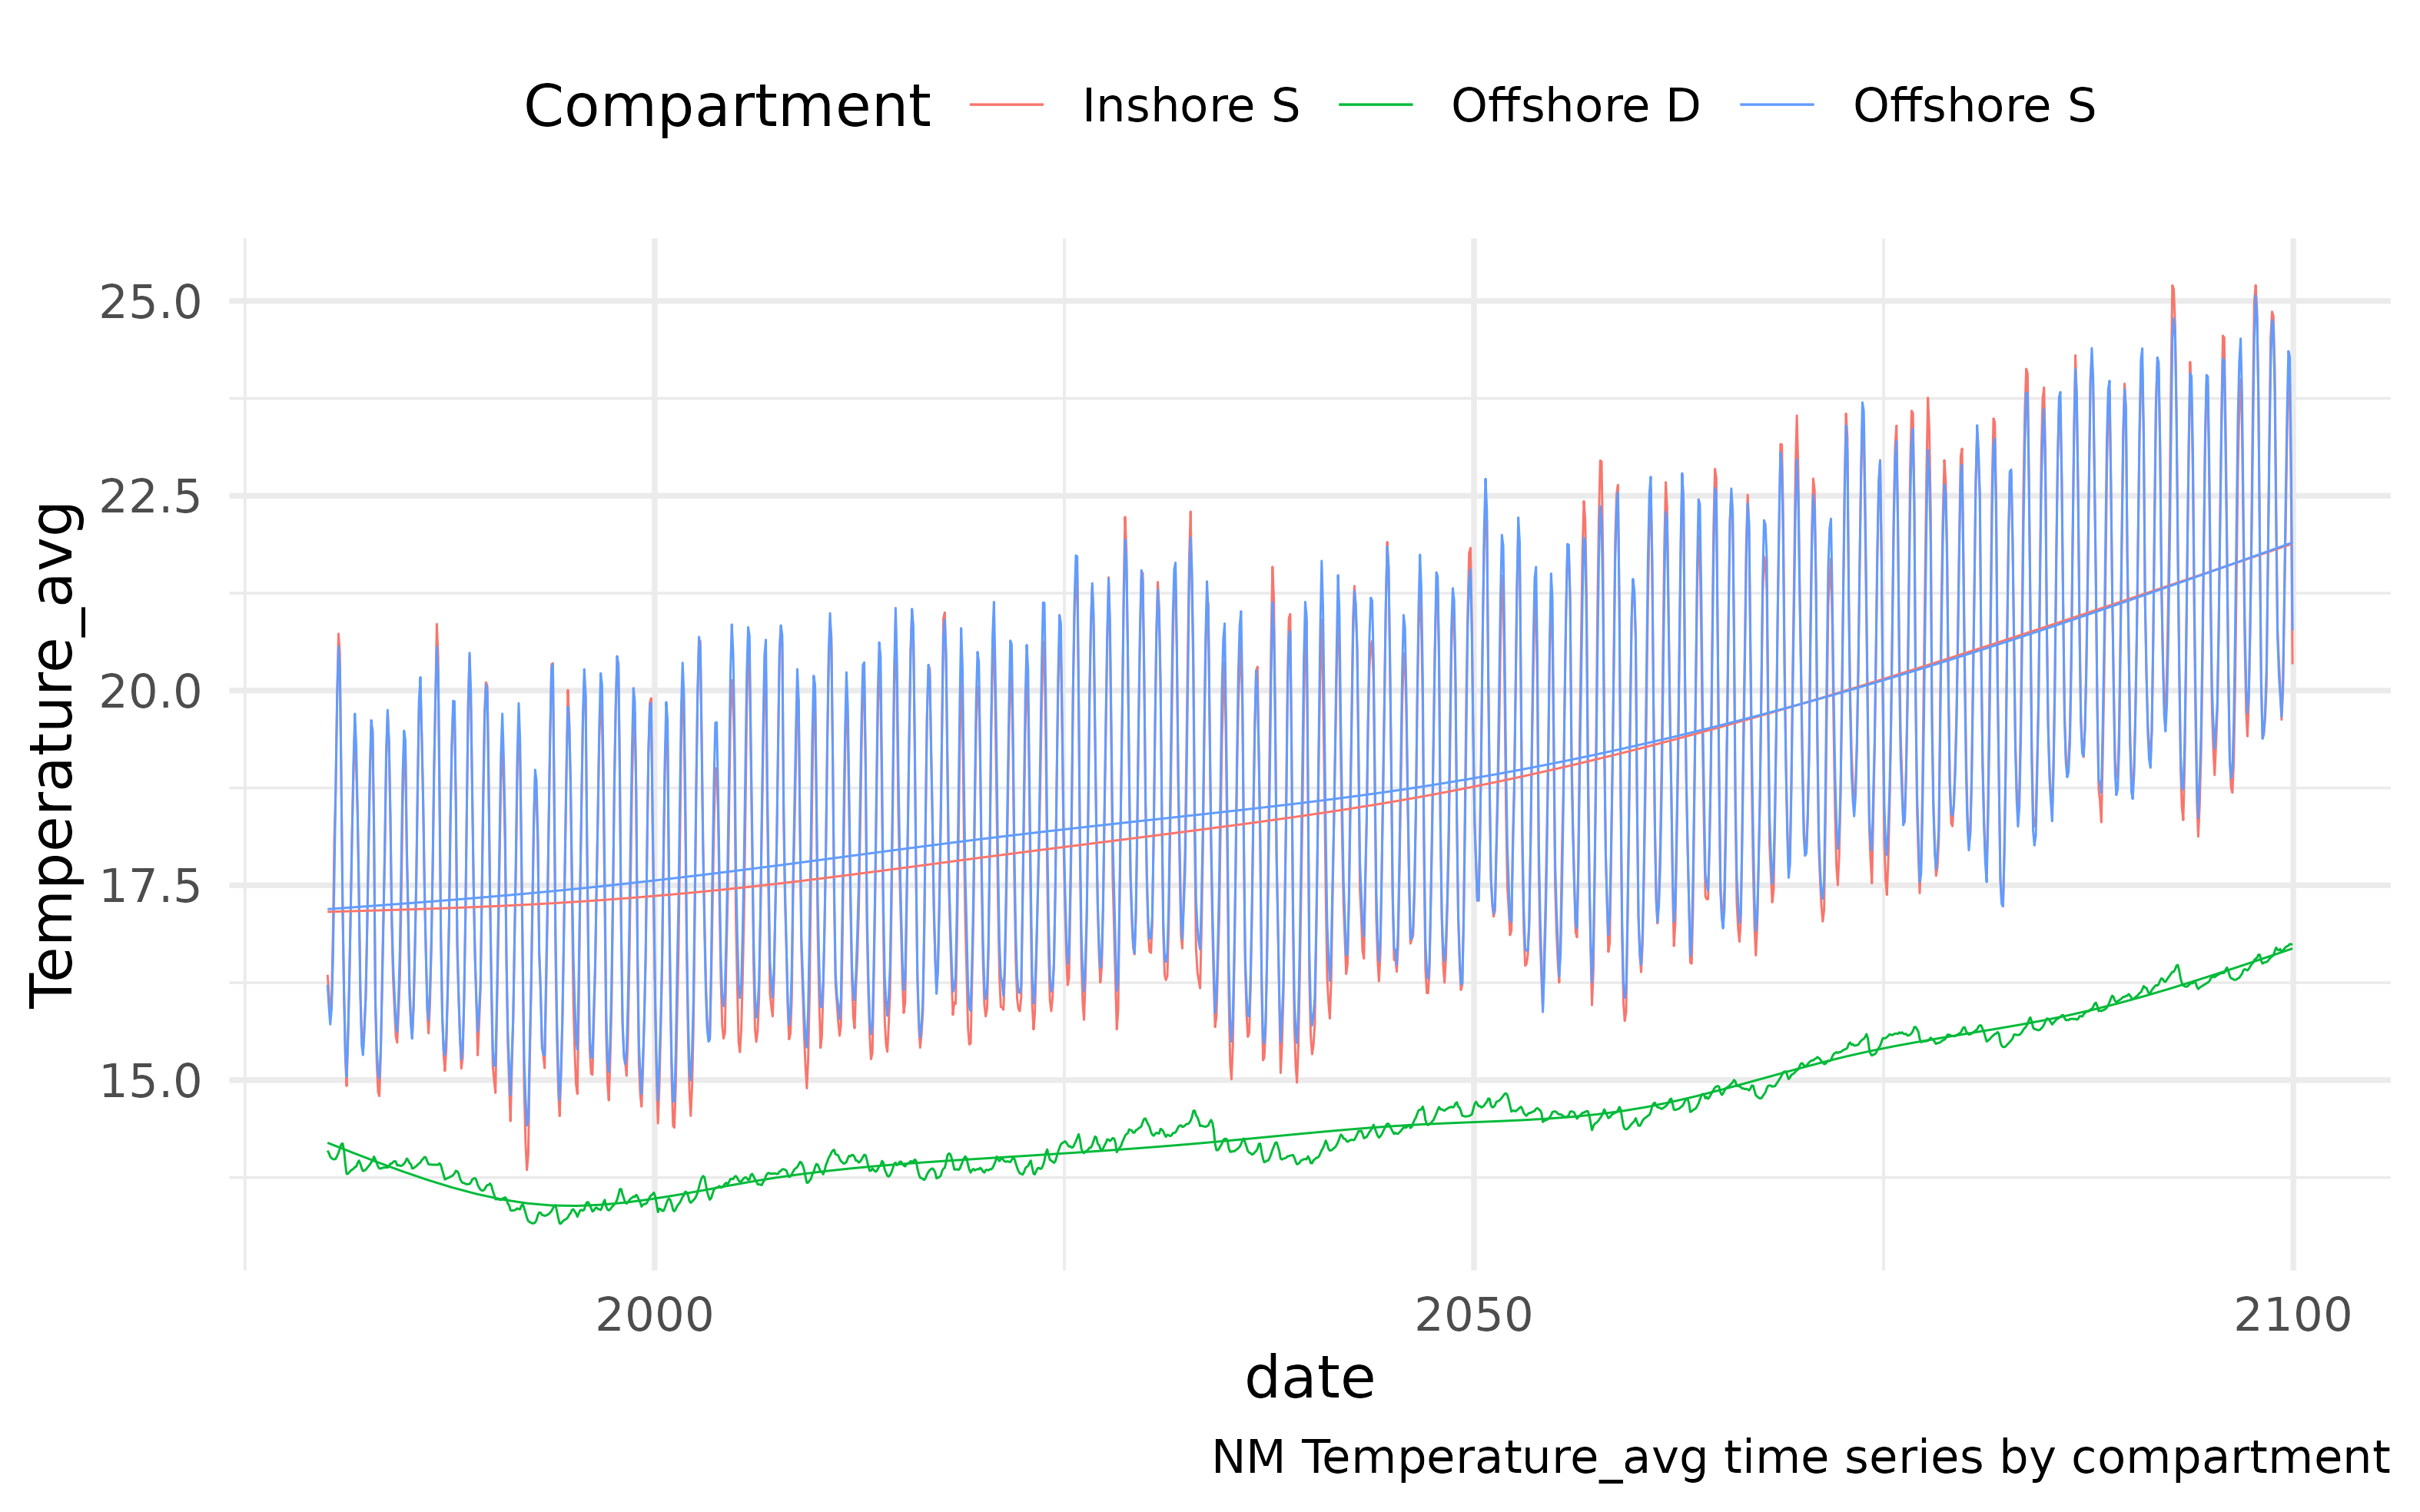 Compartment Inshore S Offshore D Offshore S
Temperature_avg
25.0
22.5
20.0
17.5
15.0
2000 2050 2100
date
NM Temperature_avg time series by compartment